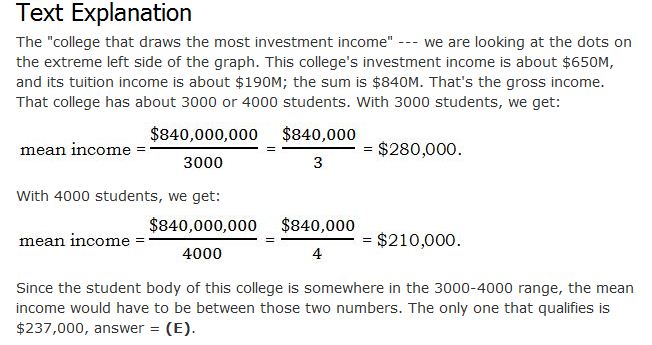 Text Explanation
The "college that draws the most investment income" --- we are looking at the dots on
the extreme left side of the graph. This college's investment income is about $650M,
and its tuition income is about $190M; the sum is $840M. That's the gross income.
That college has about 3000 or 4000 students. With 3000 students, we get:
mean income = $840,000,000 / 3000 = $840,000 / 3 = $280,000.
With 4000 students, we get:
mean income = $840,000,000 / 4000 = $840,000 / 4 = $210,000.
Since the student body of this college is somewhere in the 3000-4000 range, the mean
income would have to be between those two numbers. The only one that qualifies is
$237,000, answer = (E).